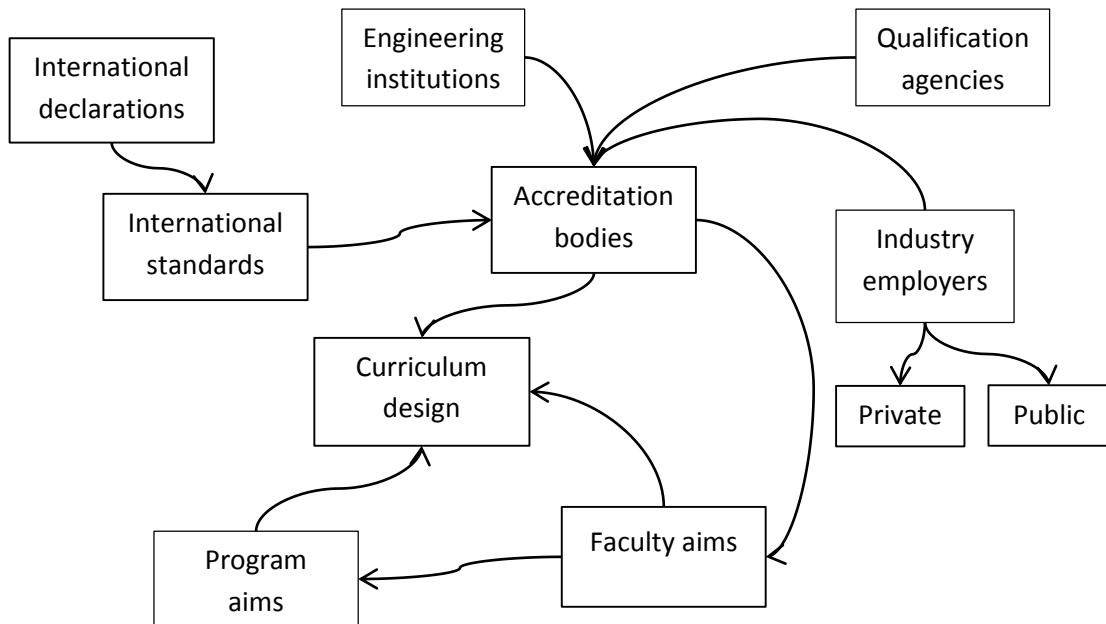 International
declarations
Engineering
institutions
Qualification
agencies
International
standards
Accreditation
bodies
Industry
employers
Curriculum
design
Private
Public
Program
aims
Faculty aims